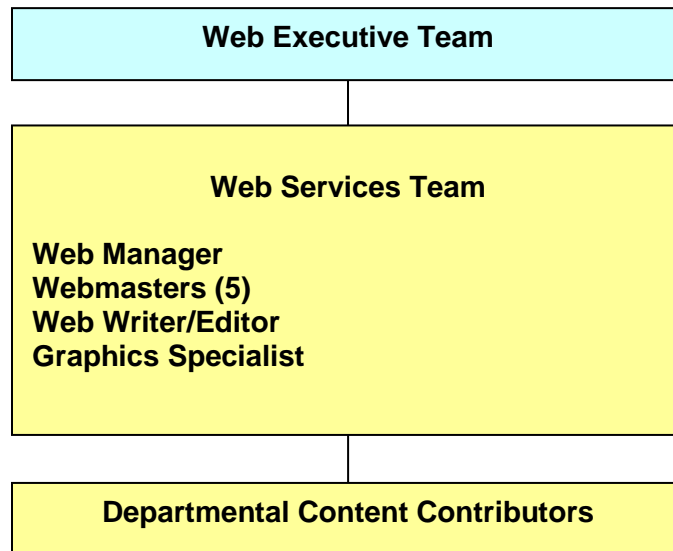 Web Executive Team
Web Services Team
Web Manager
Webmasters (5)
Web Writer/Editor
Graphics Specialist
Departmental Content Contributors